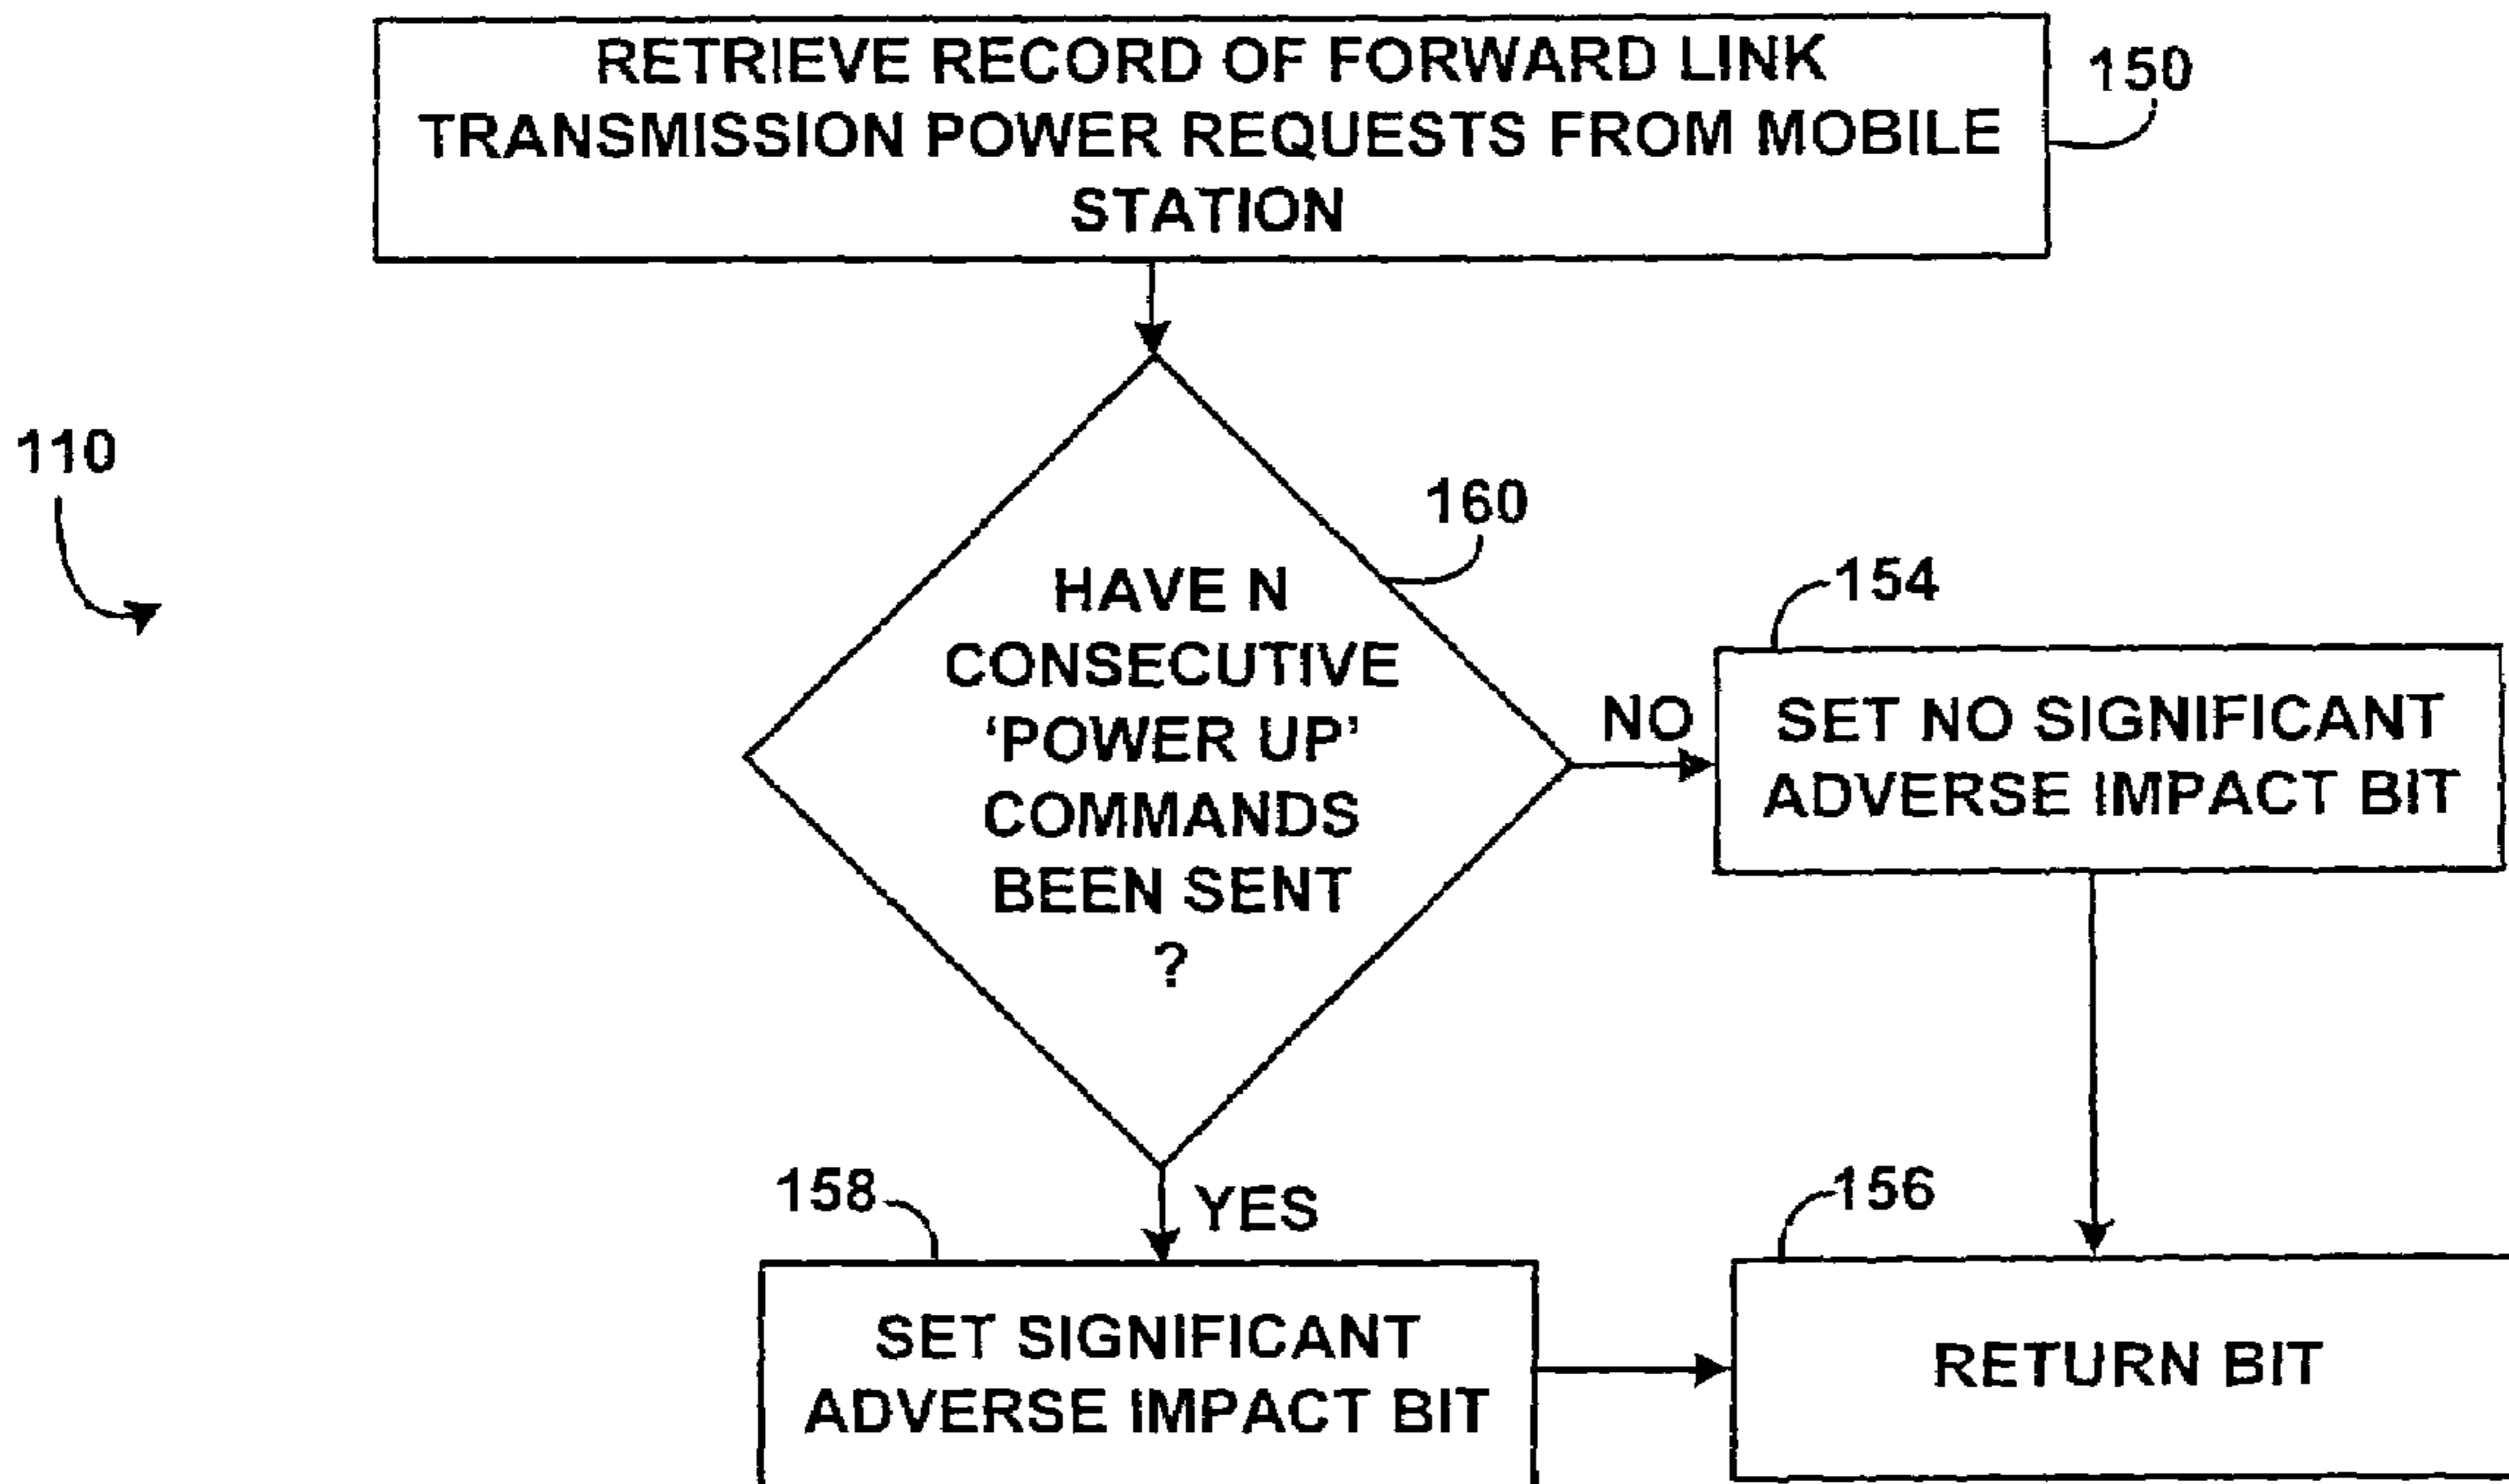 RETRIEVE RECORD OF FORWARD LINK
TRANSMISSION POWER REQUESTS FROM MOBILE
STATION
150
110
160
HAVE N
CONSECUTIVE
‘POWER UP’
COMMANDS
BEEN SENT
?
NO
154
SET NO SIGNIFICANT
ADVERSE IMPACT BIT
YES
158
SET SIGNIFICANT
ADVERSE IMPACT BIT
156
RETURN BIT